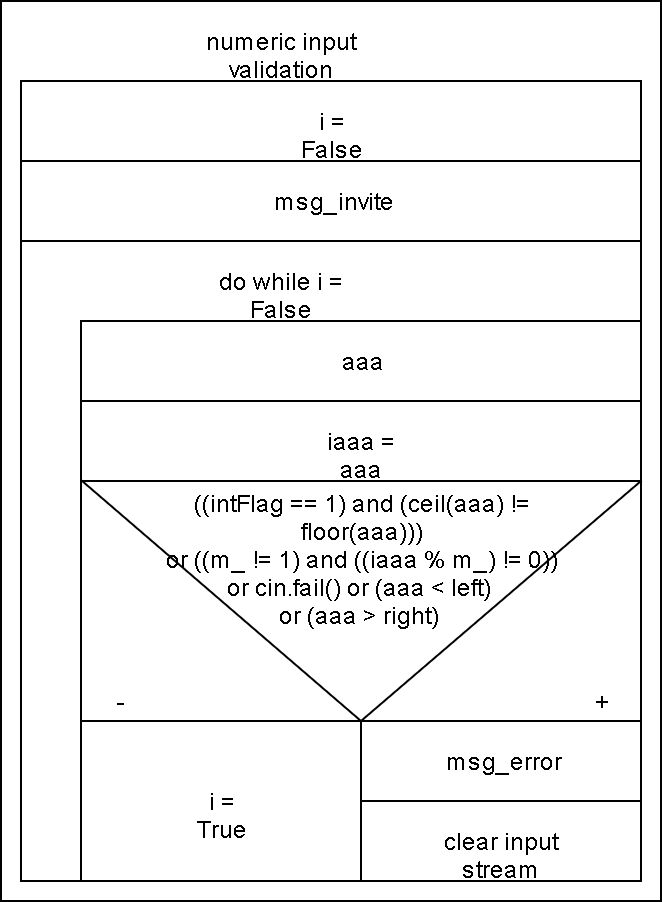 numeric input
validation
i =
False
msg_invite
do while i =
False
aaa
iaaa =
aaa
((intFlag == 1) and (ceil(aaa) !=
floor(aaa)))
or ((m_ != 1) and ((iaaa % m_) != 0))
or cin.fail() or (aaa < left)
or (aaa > right)
-
+
msg_error
i =
True
clear input
stream